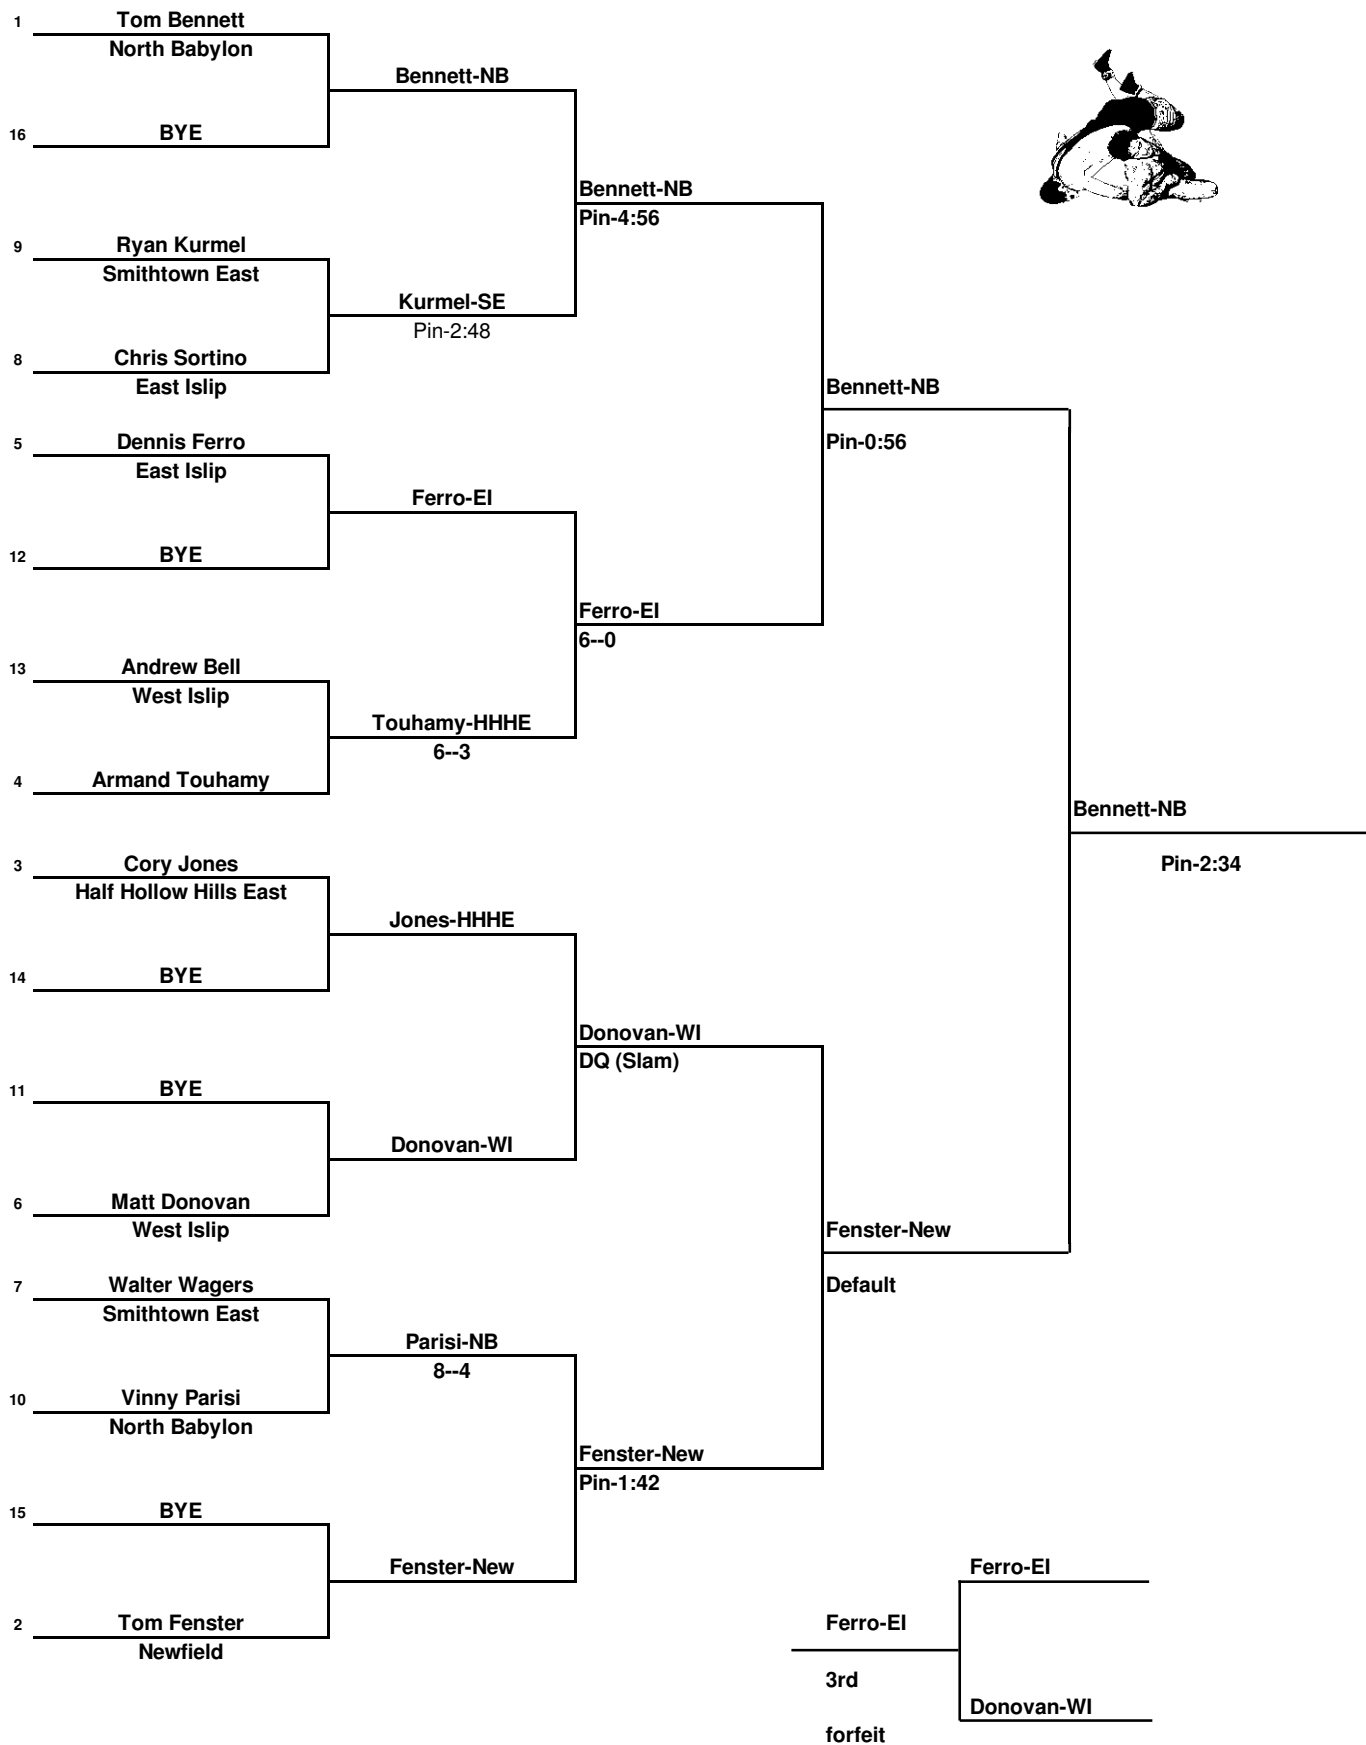 1 Tom Bennett
North Babylon
Bennett-NB
16 BYE
Bennett-NB
Pin-4:56
9 Ryan Kurmel
Smithtown East
Kurmel-SE
Pin-2:48
8 Chris Sortino
East Islip
Bennett-NB
Pin-0:56
5 Dennis Ferro
East Islip
Ferro-EI
12 BYE
Ferro-EI
6--0
13 Andrew Bell
West Islip
Touhamy-HHHE
6--3
4 Armand Touhamy
Bennett-NB
Pin-2:34
3 Cory Jones
Half Hollow Hills East
Jones-HHHE
14 BYE
Donovan-WI
DQ (Slam)
11 BYE
Donovan-WI
6 Matt Donovan
West Islip
Fenster-New
Default
7 Walter Wagers
Smithtown East
Parisi-NB
8--4
10 Vinny Parisi
North Babylon
Fenster-New
Pin-1:42
15 BYE
Fenster-New
2 Tom Fenster
Newfield
Ferro-EI
Ferro-EI
3rd
Donovan-WI
forfeit